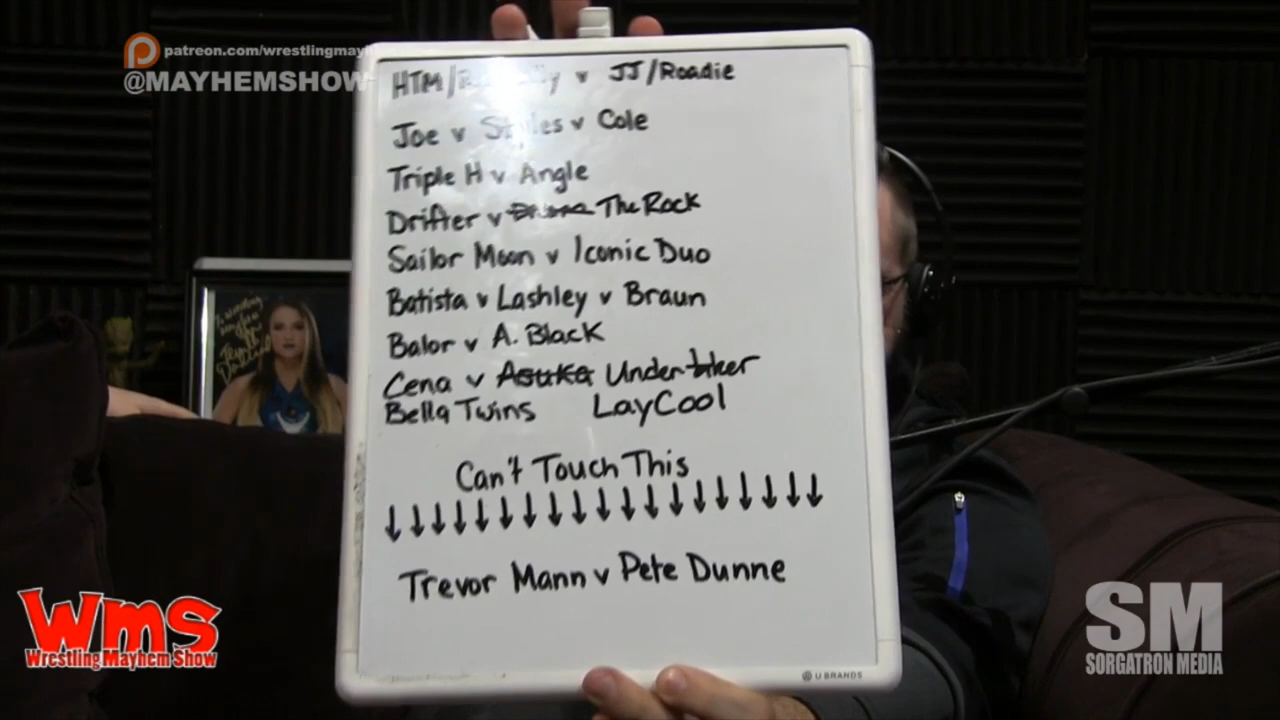 patreon.com/wrestlingmay
@MAYHEMSHOW
HTM/ v JJ/Roadie
Joe v Styles v Cole
Triple H v Angle
Drifter v The Rock
Sailor Moon v Iconic Duo
Batista v Lashley v Braun
Balor v A. Black
Cena v Asuka Undertaker
Bella Twins LayCool
Can't Touch This
↓↓↓↓↓↓↓↓↓↓↓↓↓↓↓↓↓↓↓
Trevor Mann v Pete Dunne
U BRANDS
WMS
Wrestling Mayhem Show
SM
SORGATRON MEDIA